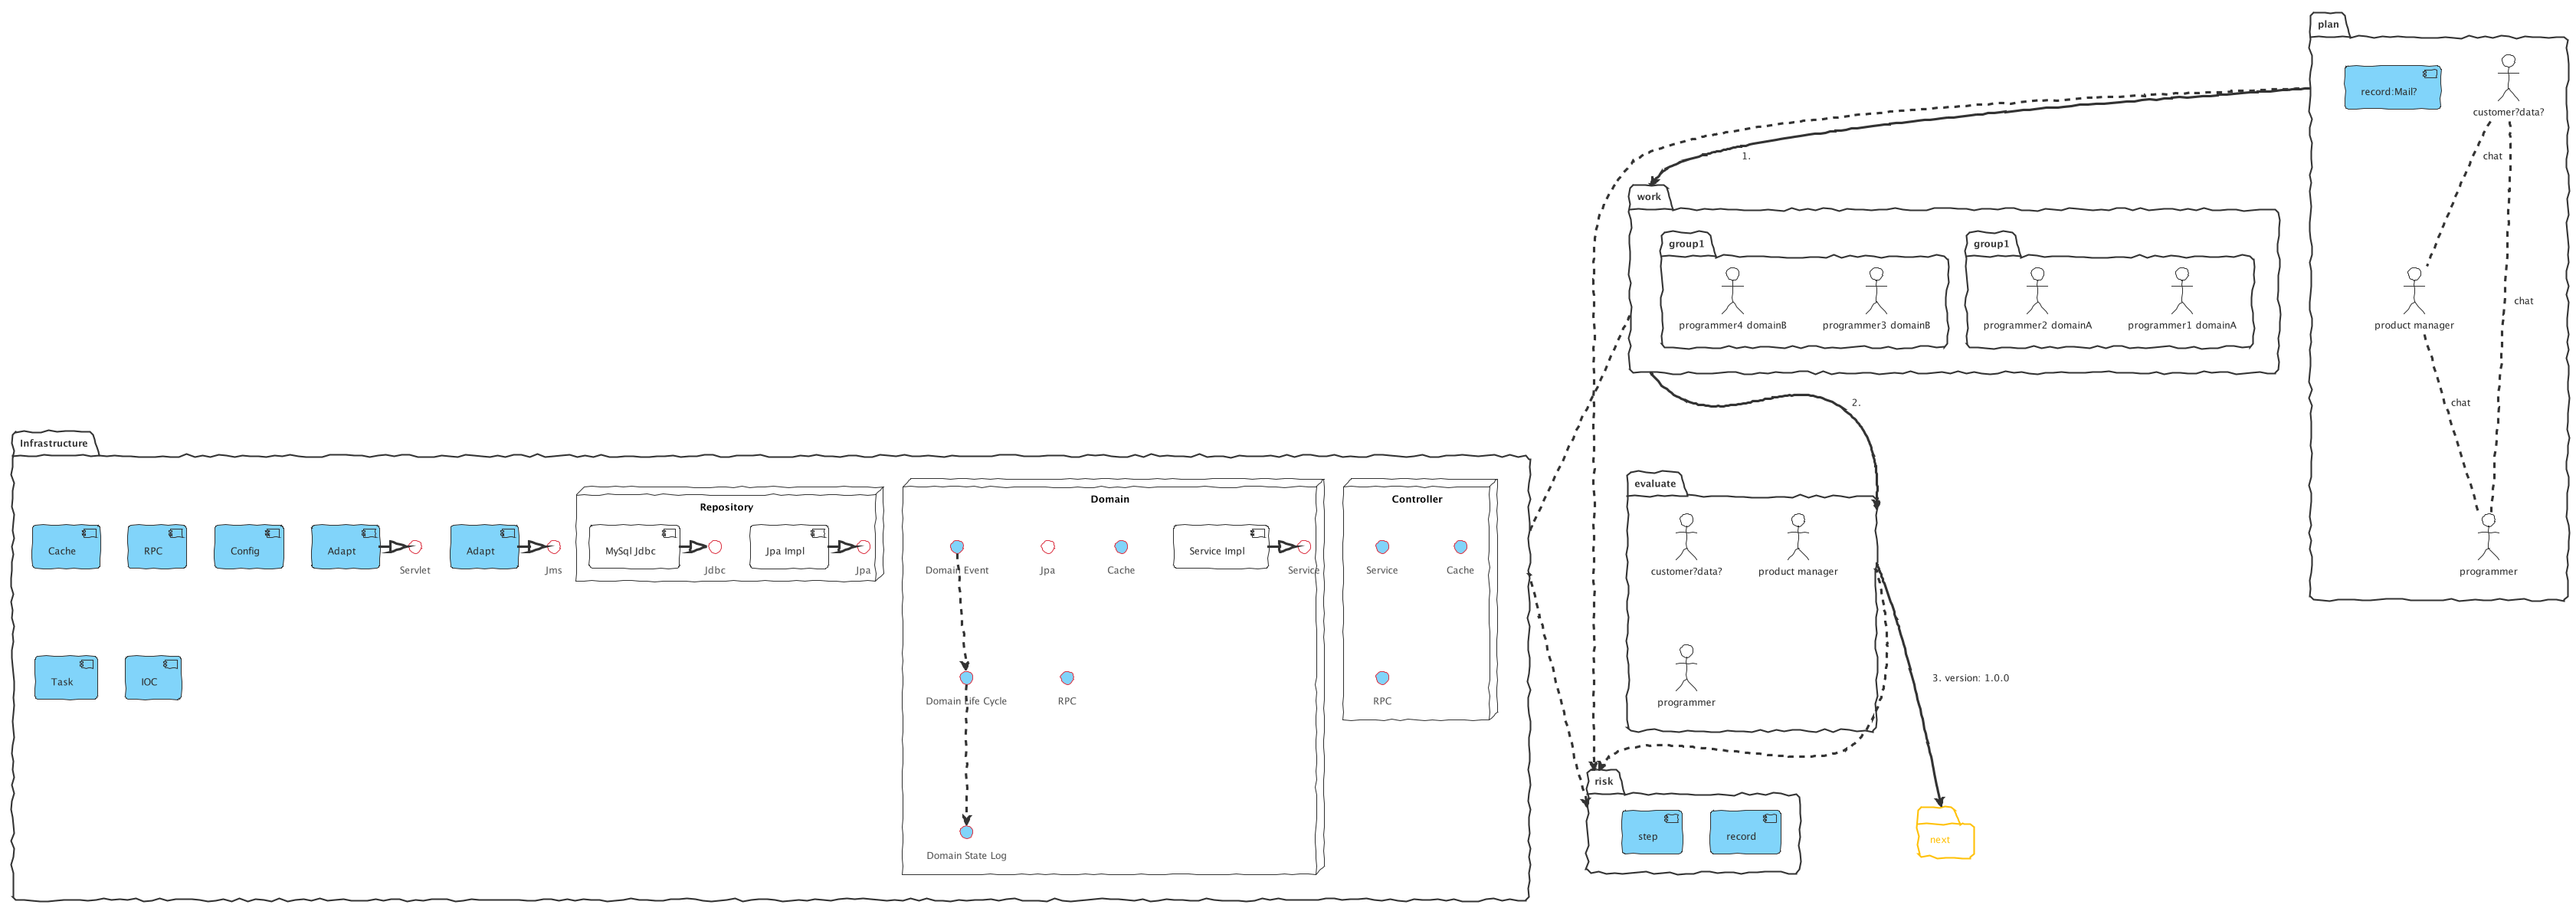 plan
record:Mail?
customer?data?
chat
chat
product manager
chat
programmer
1.
work
group1
programmer4 domainB
programmer3 domainB
group1
programmer2 domainA
programmer1 domainA
2.
Infrastructure
Cache
RPC
Config
Adapt
Servlet
Adapt
Jms
Repository
MySql Jdbc
Jdbc
Jpa Impl
Jpa
Domain
Domain Event
Jpa
Cache
Service Impl
Service
Domain Life Cycle
RPC
Domain State Log
Controller
Service
Cache
RPC
Task
IOC
evaluate
customer?data?
product manager
programmer
3. version: 1.0.0
risk
step
record
next